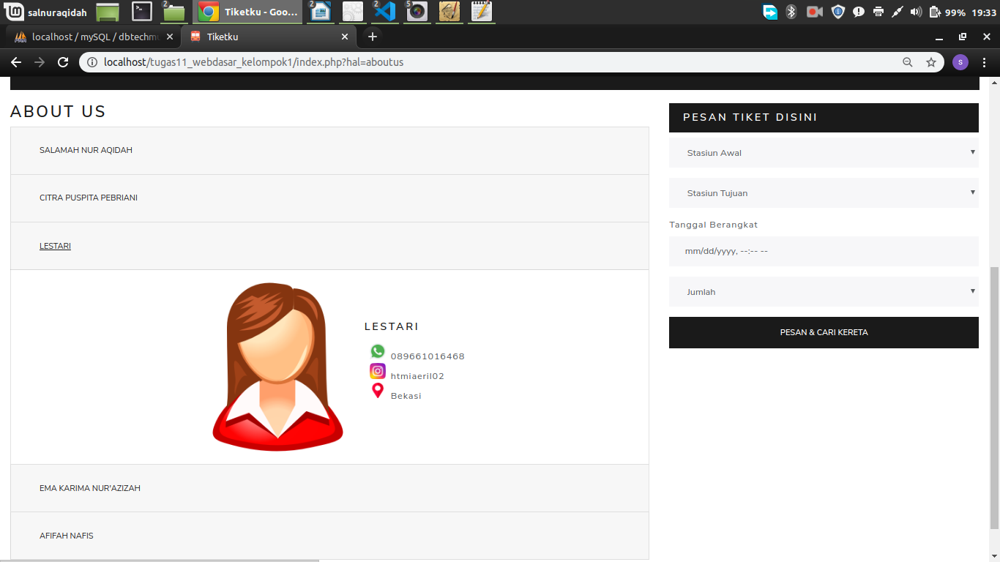 salnuraqidah
2
Tiketku - Goo...
2
2
5
99%
19:33
localhost / mySQL / dbtechmu
Tiketku
localhost/tugas11_webdasar_kelompok1/index.php?hal=aboutus
S
ABOUT US
SALAMAH NUR AQIDAH
CITRA PUSPITA PEBRIANI
LESTARI
LESTARI
089661016468
htmiaeril02
Bekasi
EMA KARIMA NUR'AZIZAH
AFIFAH NAFIS
PESAN TIKET DISINI
Stasiun Awal
Stasiun Tujuan
Tanggal Berangkat
mm/dd/yyyy, --:-- --
Jumlah
PESAN & CARI KERETA